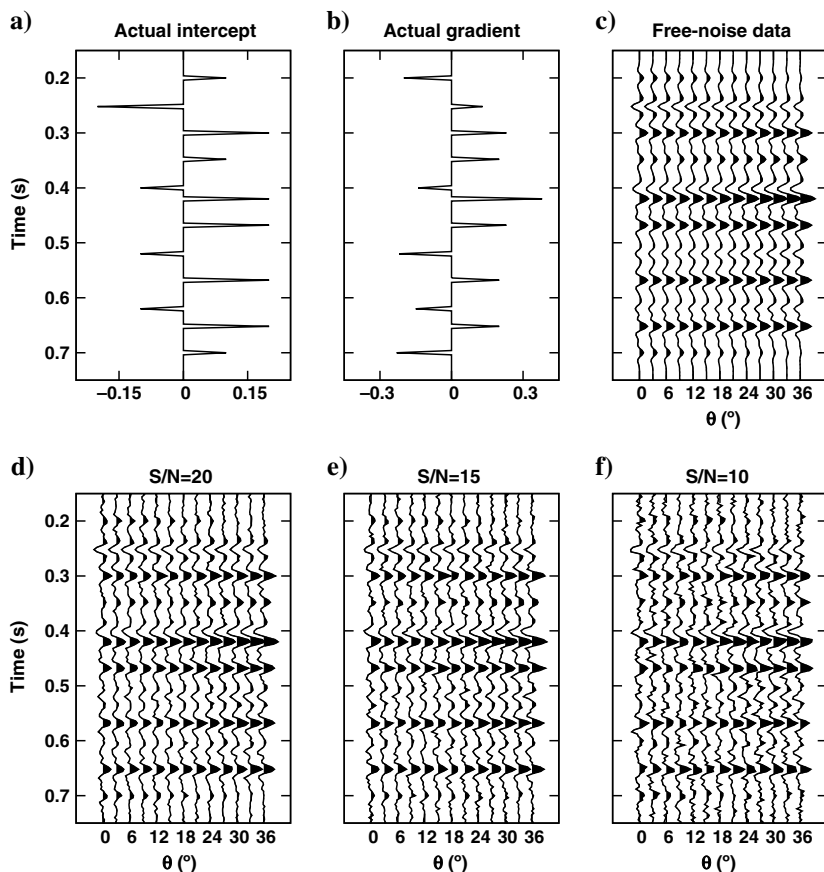 a)
Actual intercept
b)
Actual gradient
c)
Free-noise data
Time (s)
0.2
0.3
0.4
0.5
0.6
0.7
−0.15 0 0.15
−0.3 0 0.3
0 6 12 18 24 30 36
θ (º)
d)
S/N=20
e)
S/N=15
f)
S/N=10
Time (s)
0.2
0.3
0.4
0.5
0.6
0.7
0 6 12 18 24 30 36
θ (º)
0 6 12 18 24 30 36
θ (º)
0 6 12 18 24 30 36
θ (º)